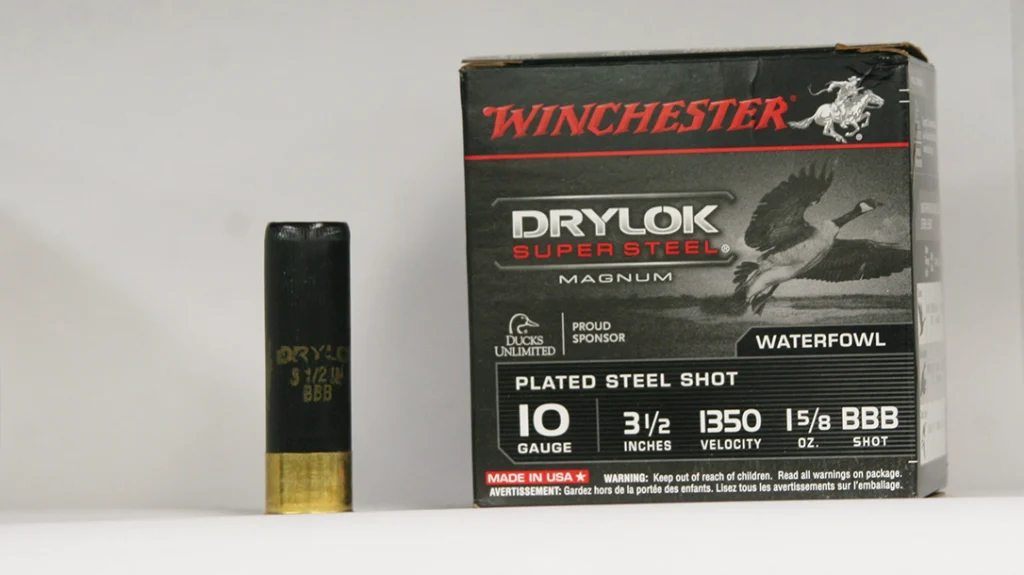 WINCHESTER®
DRYLOK
SUPER STEEL®
MAGNUM
DUCKS
UNLIMITED
PROUD
SPONSOR
WATERFOWL
PLATED STEEL SHOT
10
GAUGE
3 1/2
INCHES
1350
VELOCITY
1 5/8
OZ.
BBB
SHOT
MADE IN USA
WARNING: Keep out of reach of children. Read all warnings on package.
AVERTISSEMENT: Gardez hors de la portée des enfants. Lisez tous les avertissements sur l'emballage.
DRYLO
3 1/2
BBB